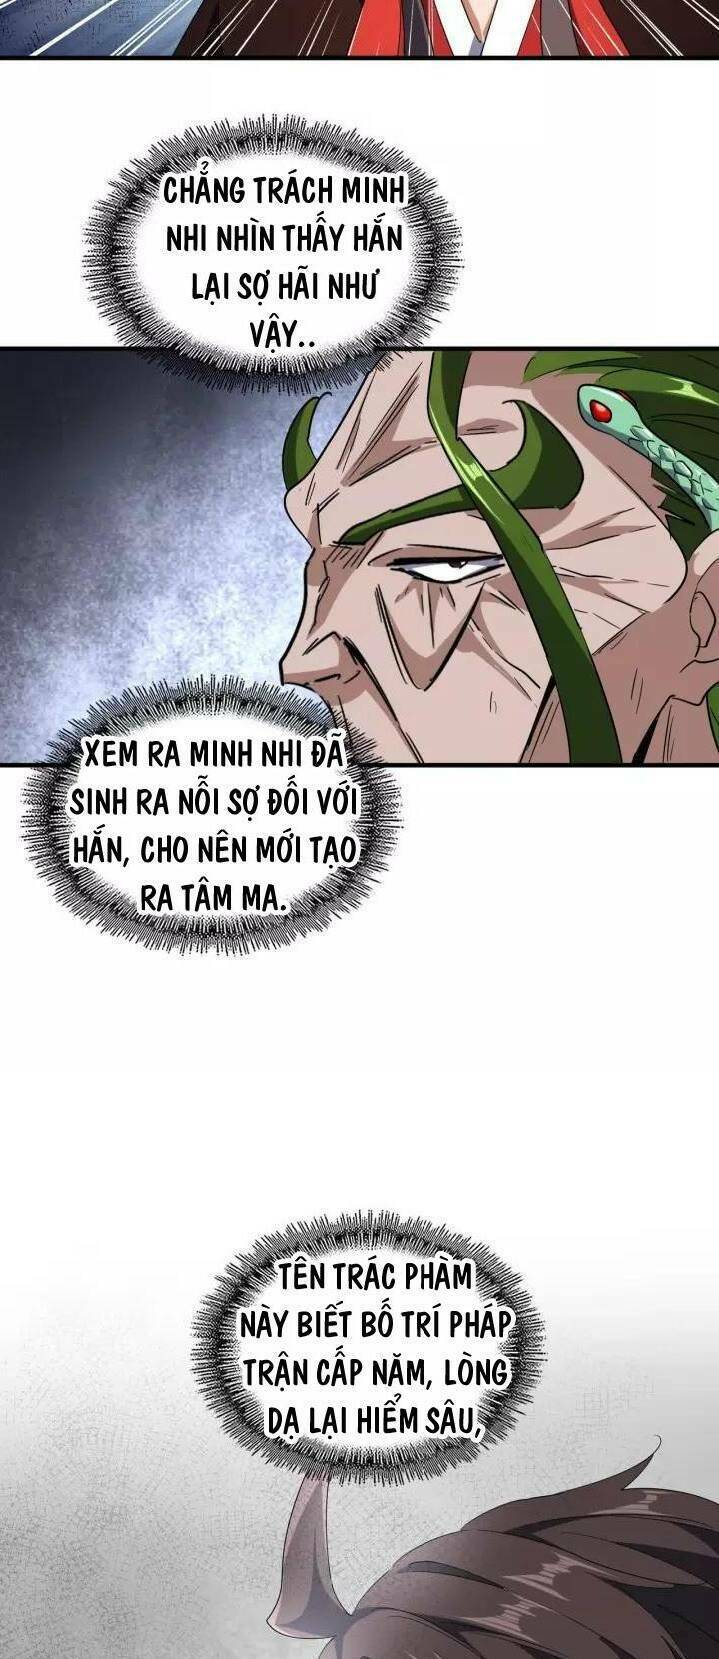 CHẲNG TRÁCH MINH
NHI NHÌN THẤY HẮN
LẠI SỢ HÃI NHƯ
VẬY..
XEM RA MINH NHI ĐÃ
SINH RA NỖI SỢ ĐỐI VỚI
HẮN, CHO NÊN MỚI TẠO
RA TÂM MA.
TÊN TRÁC PHÀM
NÀY BIẾT BỐ TRÍ PHÁP
TRẬN CẤP NĂM, LÒNG
DẠ LẠI HIỂM SÂU,